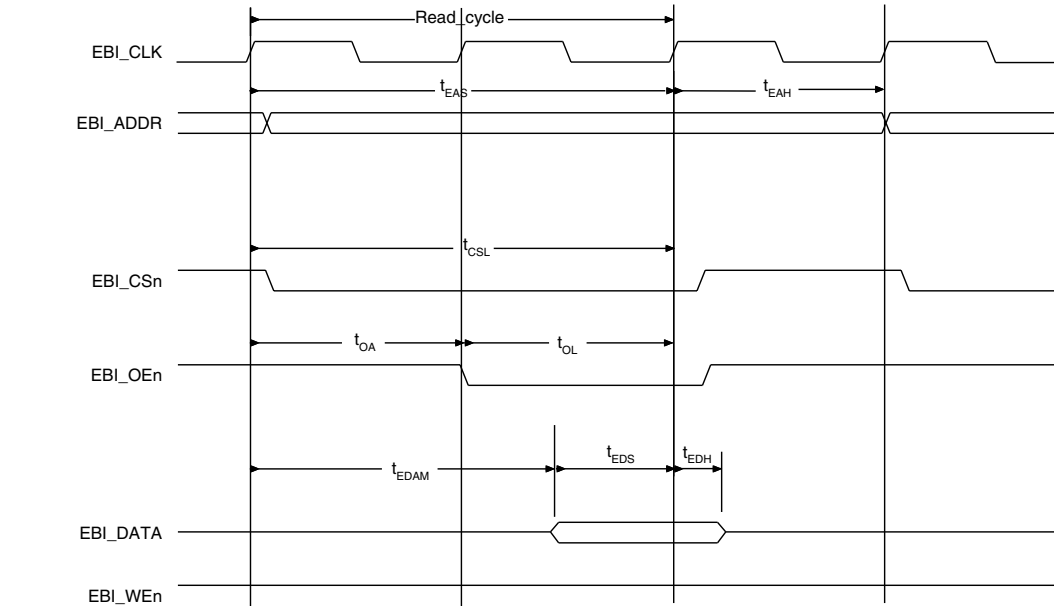 Read_cycle
EBI_CLK
tEAS
tEAH
EBI_ADDR
tCSL
EBI_CSn
tOA
tOL
EBI_OEn
tEDAM
tEDS
tEDH
EBI_DATA
EBI_WEn